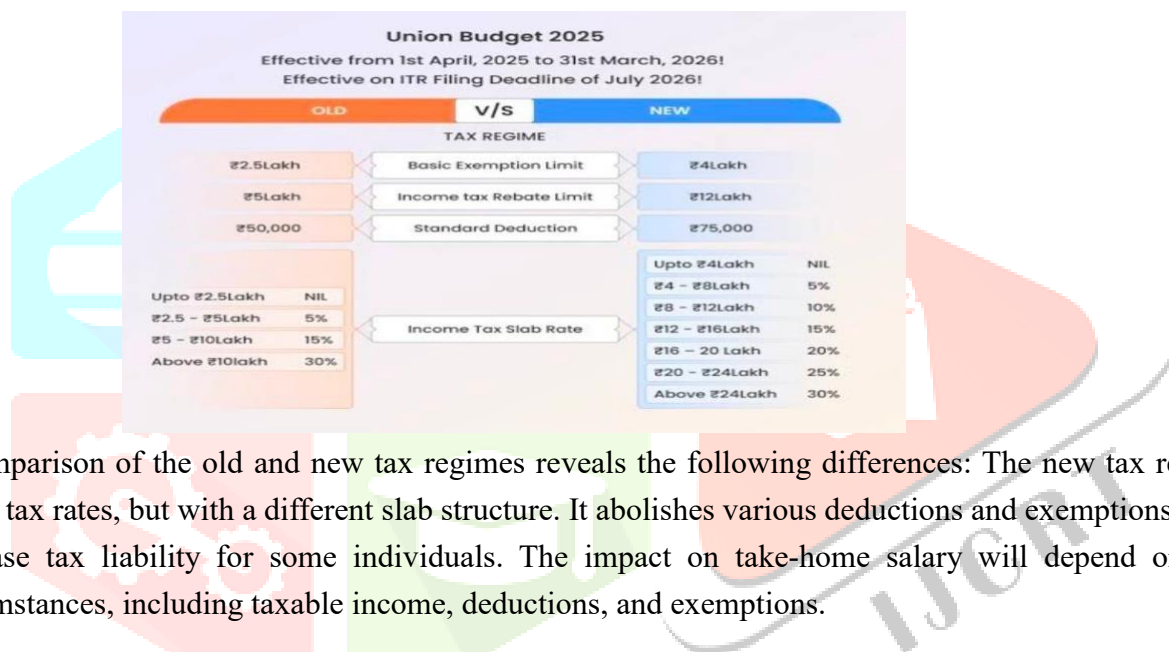 Union Budget 2025
Effective from 1st April, 2025 to 31st March, 2026!
Effective on ITR Filing Deadline of July 2026!
OLD V/S NEW
TAX REGIME
₹2.5Lakh Basic Exemption Limit ₹4Lakh
₹5Lakh Income tax Rebate Limit ₹12Lakh
₹50,000 Standard Deduction ₹75,000
Upto ₹2.5Lakh NIL
₹2.5 - ₹5Lakh 5%
₹5 - ₹10Lakh 15%
Above ₹10lakh 30%
Income Tax Slab Rate
Upto ₹4Lakh NIL
₹4 - ₹8Lakh 5%
₹8 - ₹12Lakh 10%
₹12 - ₹16Lakh 15%
₹16 – 20 Lakh 20%
₹20 - ₹24Lakh 25%
Above ₹24Lakh 30%
mparison of the old and new tax regimes reveals the following differences: The new tax r
tax rates, but with a different slab structure. It abolishes various deductions and exemptions
ase tax liability for some individuals. The impact on take-home salary will depend o
mstances, including taxable income, deductions, and exemptions.
IJCRT